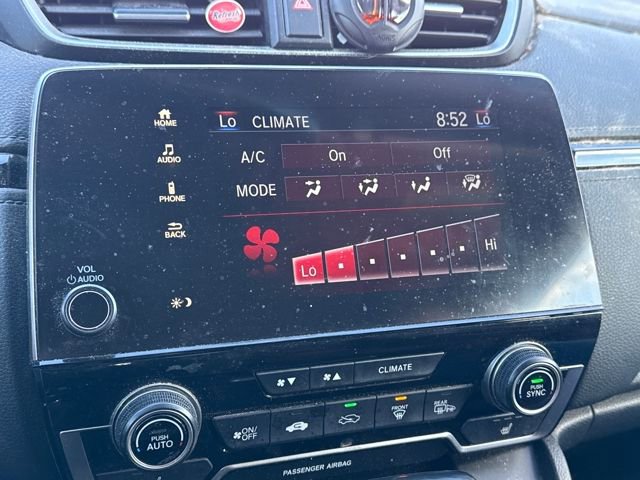 Refresh
Lo CLIMATE 8:52 Lo
HOME
A/C On Off
AUDIO
MODE
PHONE
BACK
Lo Hi
VOL
AUDIO
CLIMATE
PUSH AUTO
ON/OFF
FRONT
REAR
PUSH SYNC
PASSENGER AIRBAG